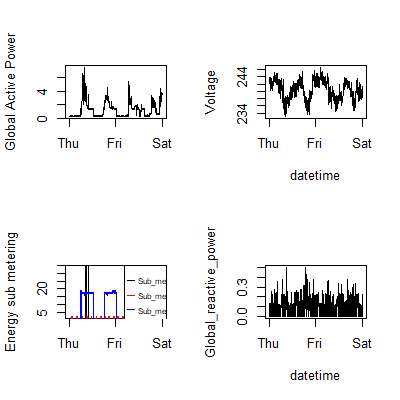 Global Active Power
0 4
Thu Fri Sat
Voltage
234 244
Thu Fri Sat
datetime
Energy sub metering
5 20
Sub_me
Sub_me
Sub_me
Thu Fri Sat
Global_reactive_power
0.0 0.3
Thu Fri Sat
datetime